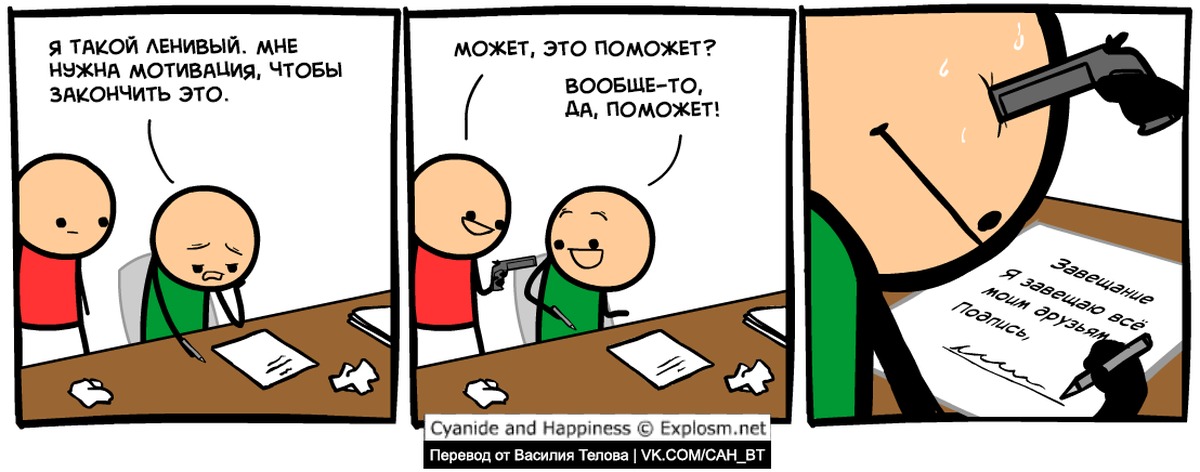 Я ТАКОЙ ЛЕНИВЫЙ. МНЕ
НУЖНА МОТИВАЦИЯ, ЧТОБЫ
ЗАКОНЧИТЬ ЭТО.
МОЖЕТ, ЭТО ПОМОЖЕТ?
ВООБЩЕ-ТО,
ДА, ПОМОЖЕТ!
Завещание
Я завещаю всё
моим друзьям
Подпись,
Cyanide and Happiness © Explosm.net
Перевод от Василия Телова | VK.COM/CAH_BT